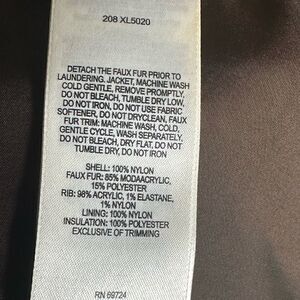 208 XL5020
DETACH THE FAUX FUR PRIOR TO
LAUNDERING. JACKET, MACHINE WASH
COLD GENTLE, REMOVE PROMPTLY,
DO NOT BLEACH, TUMBLE DRY LOW,
DO NOT IRON, DO NOT USE FABRIC
SOFTENER, DO NOT DRYCLEAN, FAUX
FUR TRIM: MACHINE WASH, COLD,
GENTLE CYCLE, WASH SEPARATELY,
DO NOT BLEACH, DRY FLAT, DO NOT
TUMBLE DRY, DO NOT IRON
SHELL: 100% NYLON
FAUX FUR: 85% MODAACRYLIC,
15% POLYESTER
RIB: 98% ACRYLIC, 1% ELASTANE,
1% NYLON
LINING: 100% NYLON
INSULATION: 100% POLYESTER
EXCLUSIVE OF TRIMMING
RN 69724